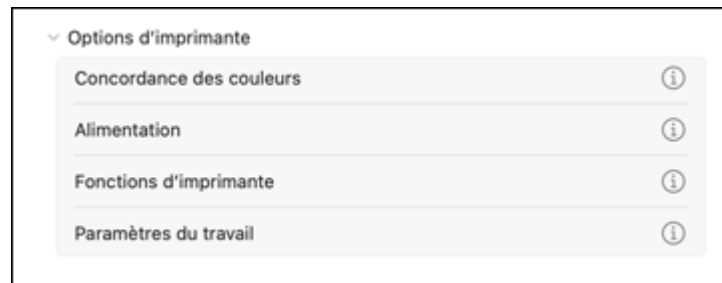 Options d'imprimante
Concordance des couleurs
Alimentation
Fonctions d'imprimante
Paramètres du travail